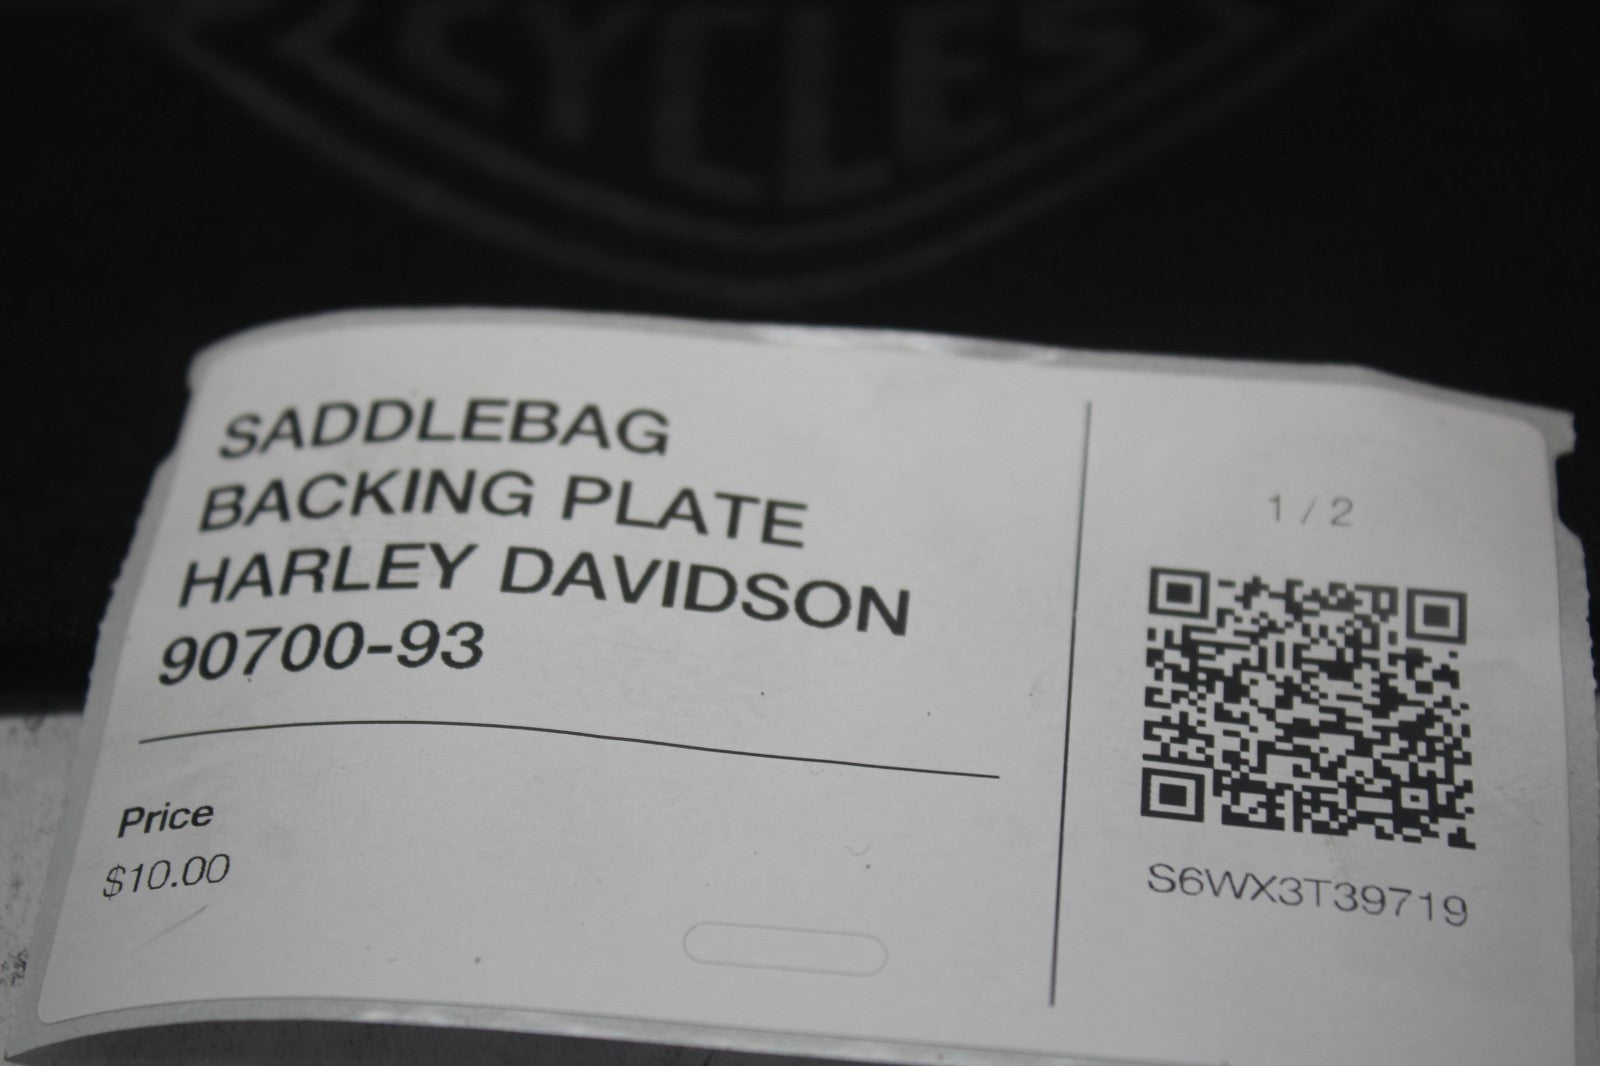 CYCLES
SADDLEBAG
BACKING PLATE
HARLEY DAVIDSON
90700-93
Price
$10.00
1 / 2
S6WX3T39719